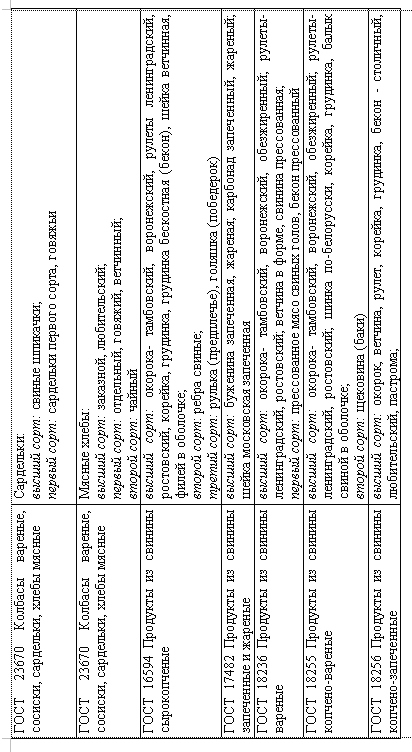 ГОСТ 23670 Колбасы вареные,
сосиски, сардельки, хлебы мясные
Сардельки:
высший сорт: свиные шпикачки;
первый сорт: сардельки первого сорта, говяжьи
ГОСТ 23670 Колбасы вареные,
сосиски, сардельки, хлебы мясные
Мясные хлебы:
высший сорт: заказной, любительский,
первый сорт: отдельный, говяжий, ветчинный;
второй сорт: чайный
ГОСТ 16594 Продукты из свинины
сырокопченые
высший сорт: окорока- тамбовский, воронежский, рулеты ленинградский,
ростовский, корейка, грудинка, грудинка бескостная (бекон), шейка ветчинная,
филей в оболочке,
второй сорт: ребра свиные;
третий сорт: рулька (предплечье), голяшка (победерок)
ГОСТ 17482 Продукты из свинины
запеченные и жареные
высший сорт: буженина запеченная, жареная, карбонад запеченный, жареный;
шейка московская запеченная
ГОСТ 18236 Продукты из свинины
вареные
высший сорт: окорока- тамбовский, воронежский, обезжиренный, рулеты-
ленинградский, ростовский, ветчина в форме, свинина прессованная,
первый сорт: прессованное мясо свиных голов, бекон прессованный
ГОСТ 18255 Продукты из свинины
копчено-вареные
высший сорт: окорока- тамбовский, воронежский, обезжиренный, рулеты-
ленинградский, ростовский, шинка по-белорусски, корейка, грудинка, балык
свиной в оболочке,
второй сорт: щековина (баки)
ГОСТ 18256 Продукты из свинины
копчено-запеченные
высший сорт: окорок, ветчина, рулет, корейка, грудинка, бекон - столичный,
любительский, пастрома;